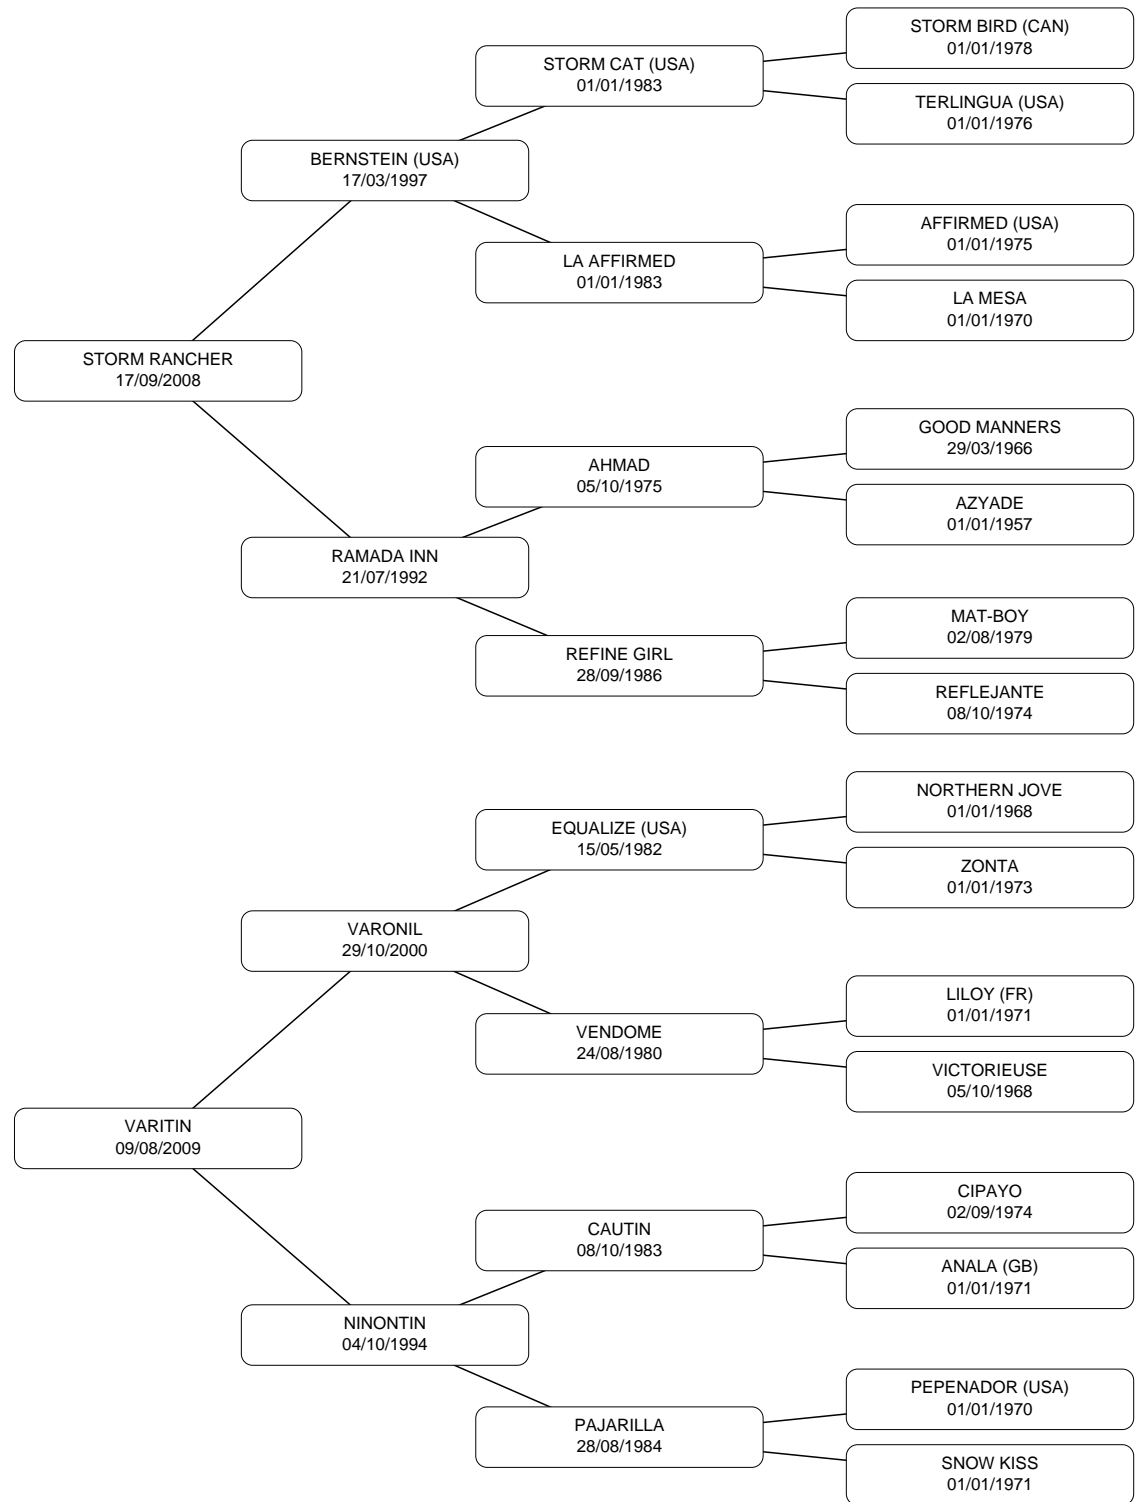 STORM BIRD (CAN)
01/01/1978
STORM CAT (USA)
01/01/1983
TERLINGUA (USA)
01/01/1976
BERNSTEIN (USA)
17/03/1997
AFFIRMED (USA)
01/01/1975
LA AFFIRMED
01/01/1983
LA MESA
01/01/1970
STORM RANCHER
17/09/2008
GOOD MANNERS
29/03/1966
AHMAD
05/10/1975
AZYADE
01/01/1957
RAMADA INN
21/07/1992
MAT-BOY
02/08/1979
REFINE GIRL
28/09/1986
REFLEJANTE
08/10/1974
NORTHERN JOVE
01/01/1968
EQUALIZE (USA)
15/05/1982
ZONTA
01/01/1973
VARONIL
29/10/2000
LILOY (FR)
01/01/1971
VENDOME
24/08/1980
VICTORIEUSE
05/10/1968
VARITIN
09/08/2009
CIPAYO
02/09/1974
CAUTIN
08/10/1983
ANALA (GB)
01/01/1971
NINONTIN
04/10/1994
PEPENADOR (USA)
01/01/1970
PAJARILLA
28/08/1984
SNOW KISS
01/01/1971